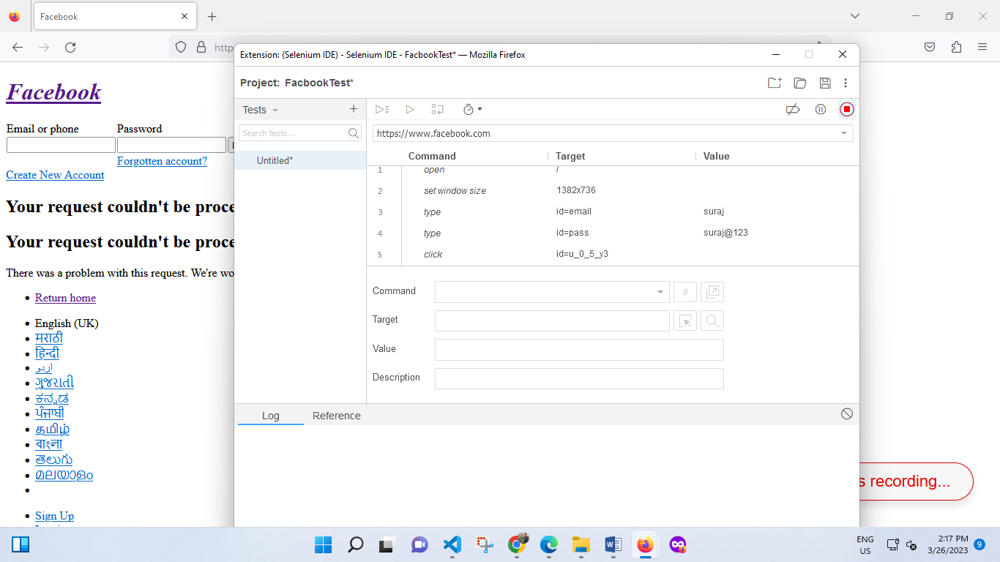 Facebook
http
Extension: (Selenium IDE) - Selenium IDE - FacbookTest* — Mozilla Firefox
Project: FacbookTest*
Tests
Search tests...
Untitled*
https://www.facebook.com
Command Target Value
1 open /
2 set window size 1382x736
3 type id=email suraj
4 type id=pass suraj@123
5 click id=u_0_5_y3
Command
//
Target
Value
Description
Log Reference
Facebook
Email or phone Password
Forgotten account?
Create New Account
Your request couldn't be proce
Your request couldn't be proce
There was a problem with this request. We're wo
Return home
English (UK)
मराठी
हिन्दी
اردو
ગુજરાતી
ಕನ್ನಡ
ਪੰਜਾਬੀ
தமிழ்
বাংলা
తెలుగు
മലയാളം
Sign Up
s recording...
ENG
US
2:17 PM
3/26/2023
9